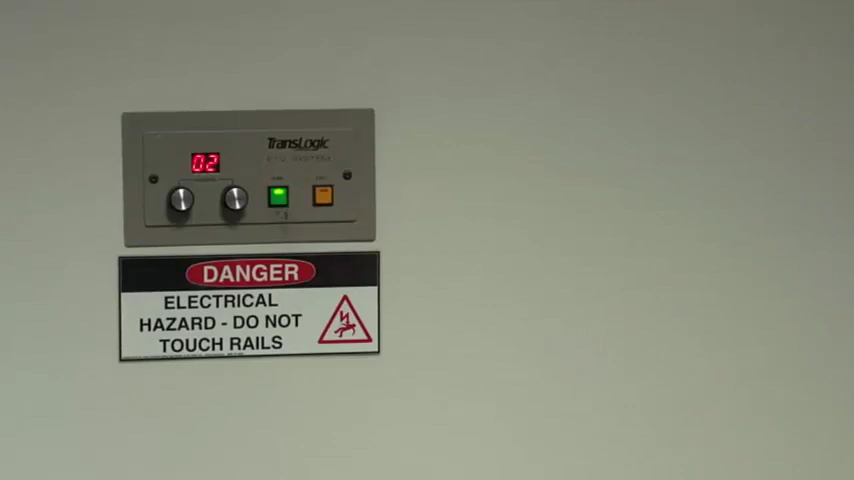 TransLogic
02
DANGER
ELECTRICAL
HAZARD - DO NOT
TOUCH RAILS